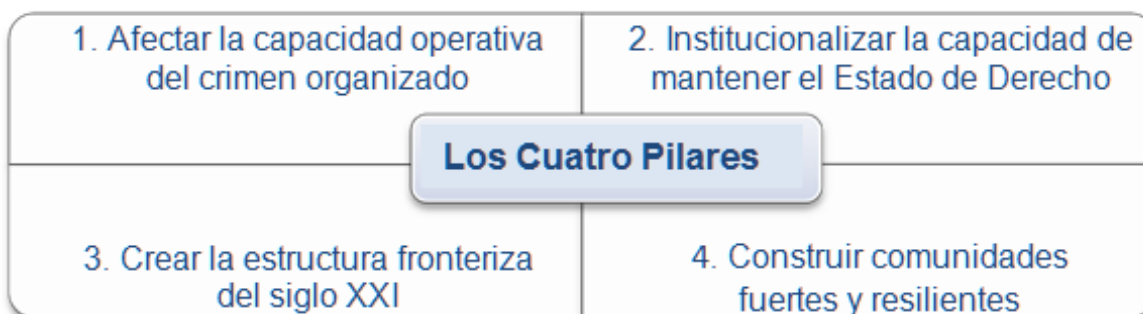 1. Afectar la capacidad operativa
del crimen organizado
2. Institucionalizar la capacidad de
mantener el Estado de Derecho
Los Cuatro Pilares
3. Crear la estructura fronteriza
del siglo XXI
4. Construir comunidades
fuertes y resilientes